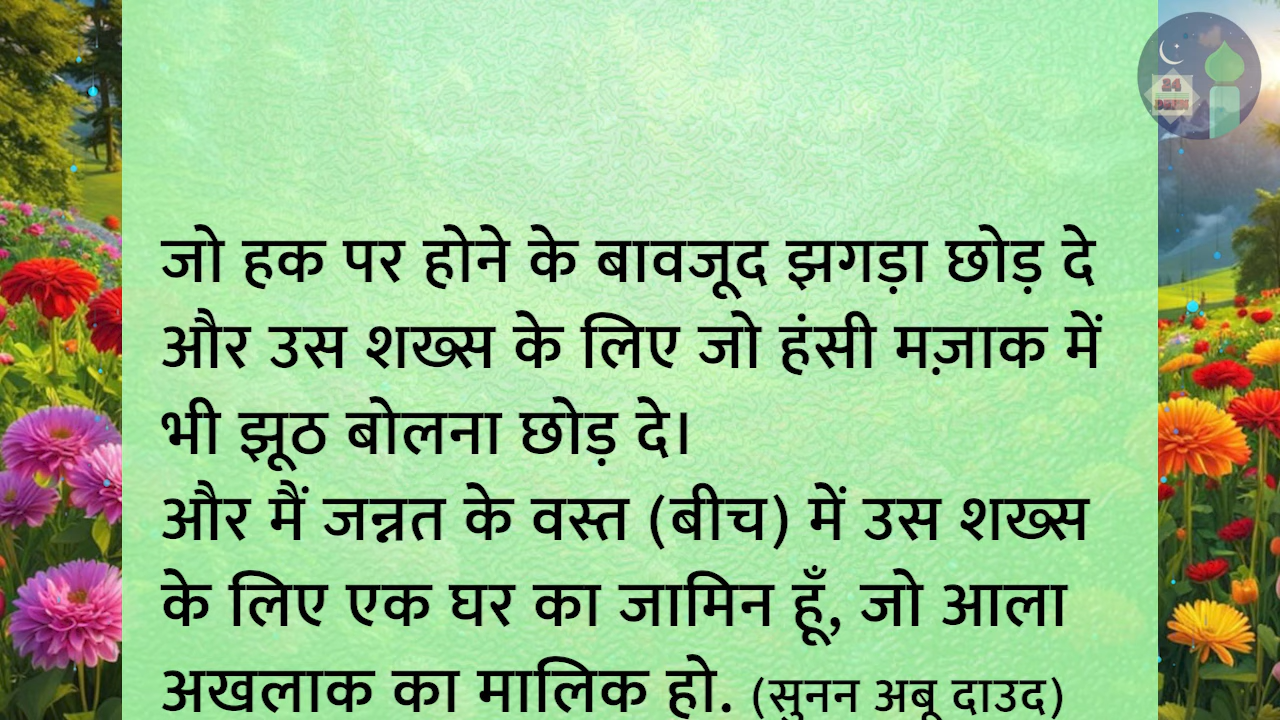 24
जो हक पर होने के बावजूद झगड़ा छोड़ दे
और उस शख्स के लिए जो हंसी मज़ाक में
भी झूठ बोलना छोड़ दे।
और मैं जन्नत के वस्त (बीच) में उस शख्स
के लिए एक घर का जामिन हूँ, जो आला
अखलाक का मालिक हो. (सुनन अबू दाउद)